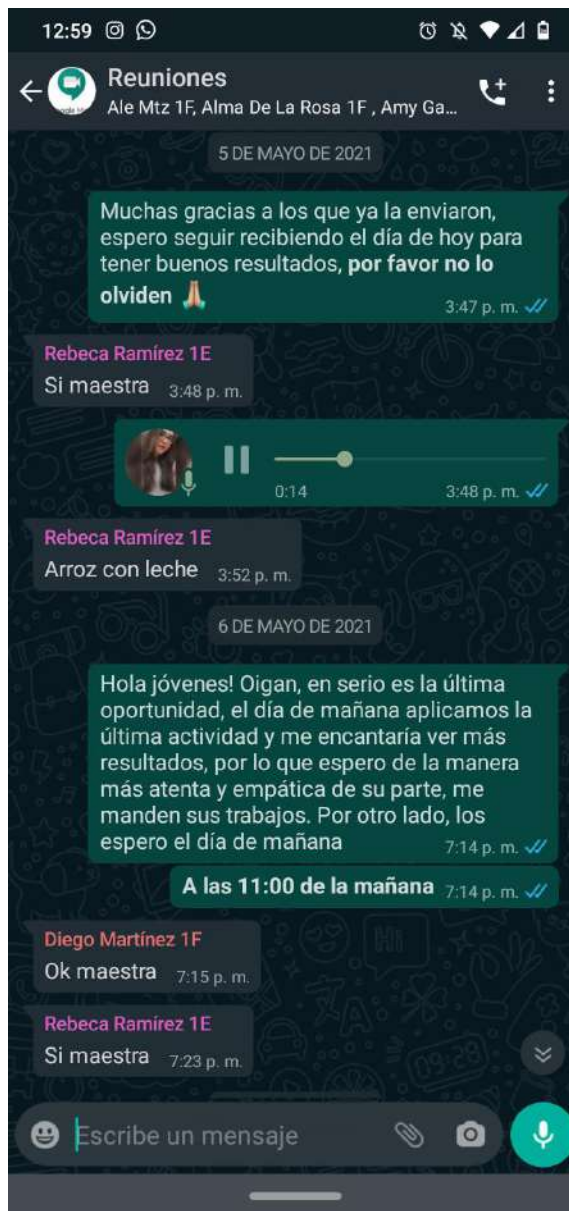 12:59
Reuniones
Ale Mtz 1F, Alma De La Rosa 1F , Amy Ga...
5 DE MAYO DE 2021
Muchas gracias a los que ya la enviaron,
espero seguir recibiendo el día de hoy para
tener buenos resultados, por favor no lo
olviden 🙏🏼
3:47 p. m.
Rebeca Ramírez 1E
Si maestra 3:48 p. m.
0:14 3:48 p. m.
Rebeca Ramírez 1E
Arroz con leche 3:52 p. m.
6 DE MAYO DE 2021
Hola jóvenes! Oigan, en serio es la última
oportunidad, el día de mañana aplicamos la
última actividad y me encantaría ver más
resultados, por lo que espero de la manera
más atenta y empática de su parte, me
manden sus trabajos. Por otro lado, los
espero el día de mañana
7:14 p. m.
A las 11:00 de la mañana 7:14 p. m.
Diego Martínez 1F
Ok maestra 7:15 p. m.
Rebeca Ramírez 1E
Si maestra 7:23 p. m.
Escribe un mensaje